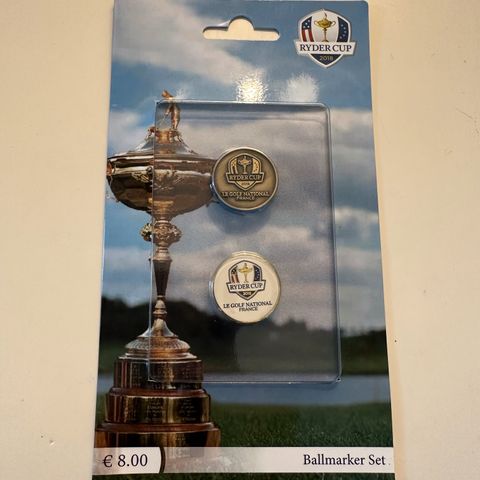 RYDER CUP
2018
RYDER CUP
LE GOLF NATIONAL
FRANCE
RYDER CUP
2018
LE GOLF NATIONAL
FRANCE
€ 8.00
Ballmarker Set